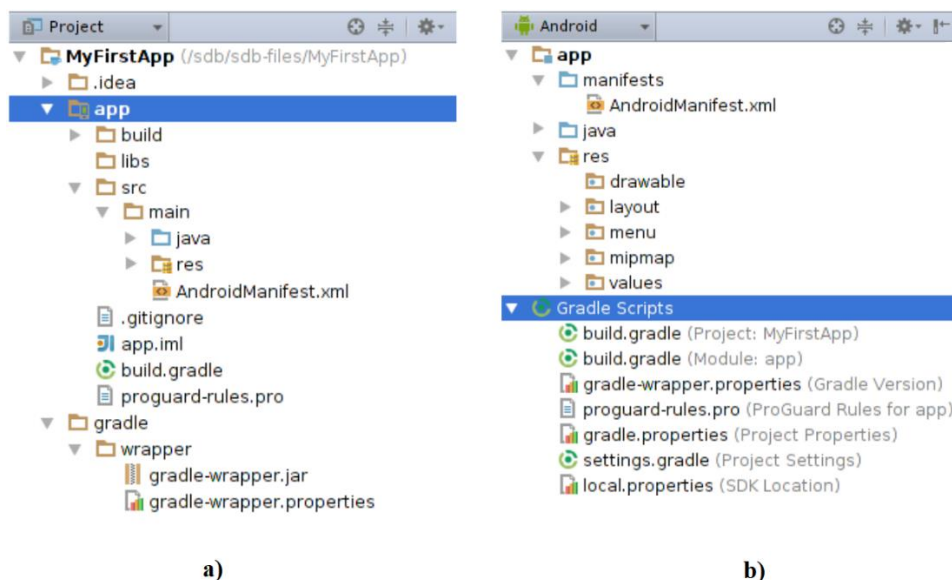 Project
MyFirstApp (/sdb/sdb-files/MyFirstApp)
.idea
app
build
libs
src
main
java
res
AndroidManifest.xml
.gitignore
app.iml
build.gradle
proguard-rules.pro
gradle
wrapper
gradle-wrapper.jar
gradle-wrapper.properties
a)
Android
app
manifests
AndroidManifest.xml
java
res
drawable
layout
menu
mipmap
values
Gradle Scripts
build.gradle (Project: MyFirstApp)
build.gradle (Module: app)
gradle-wrapper.properties (Gradle Version)
proguard-rules.pro (ProGuard Rules for app)
gradle.properties (Project Properties)
settings.gradle (Project Settings)
local.properties (SDK Location)
b)